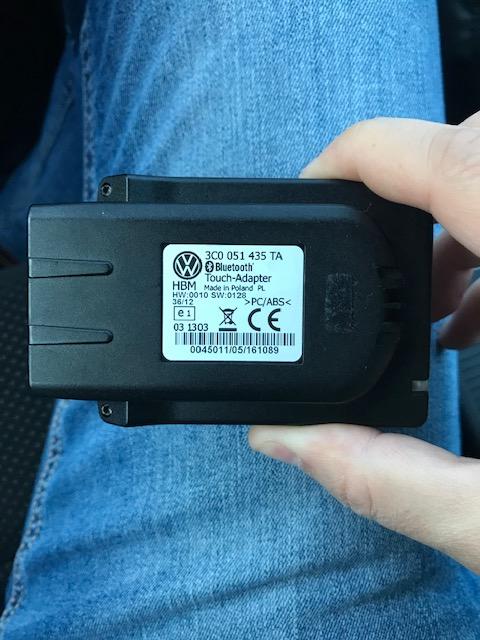 3C0 051 435 TA
Bluetooth®
Touch-Adapter
HBM Made in Poland PL
HW:0010 SW:0128
36/12 >PC/ABS<
e1
03 1303 CE
0045011/05/161089